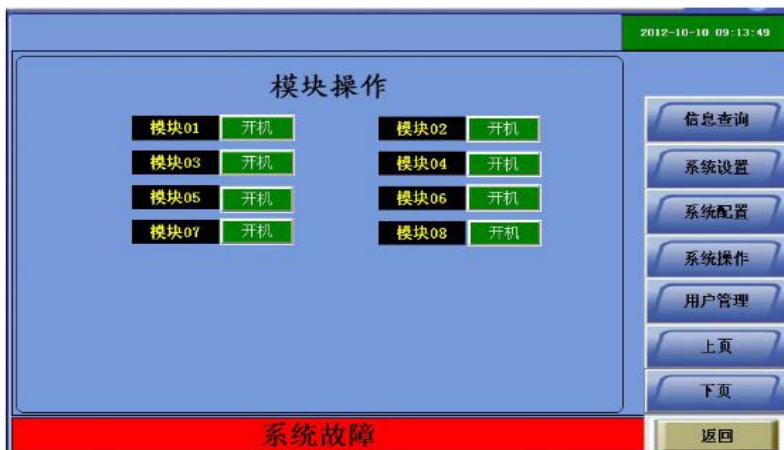 2012-10-10 09:13:49
模块操作
模块01 开机 模块02 开机
模块03 开机 模块04 开机
模块05 开机 模块06 开机
模块07 开机 模块08 开机
信息查询
系统设置
系统配置
系统操作
用户管理
上页
下页
系统故障
返回